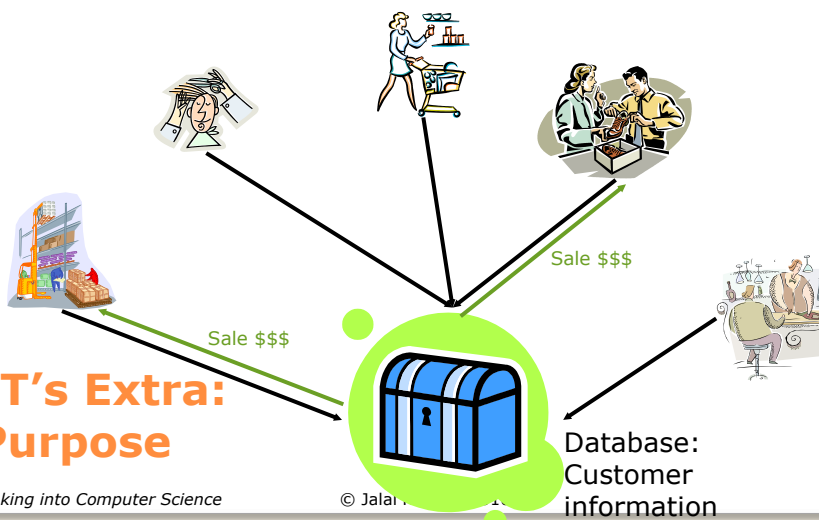 Sale $$$
Sale $$$
T’s Extra:
Purpose
Database:
Customer
information
king into Computer Science
© Jalal